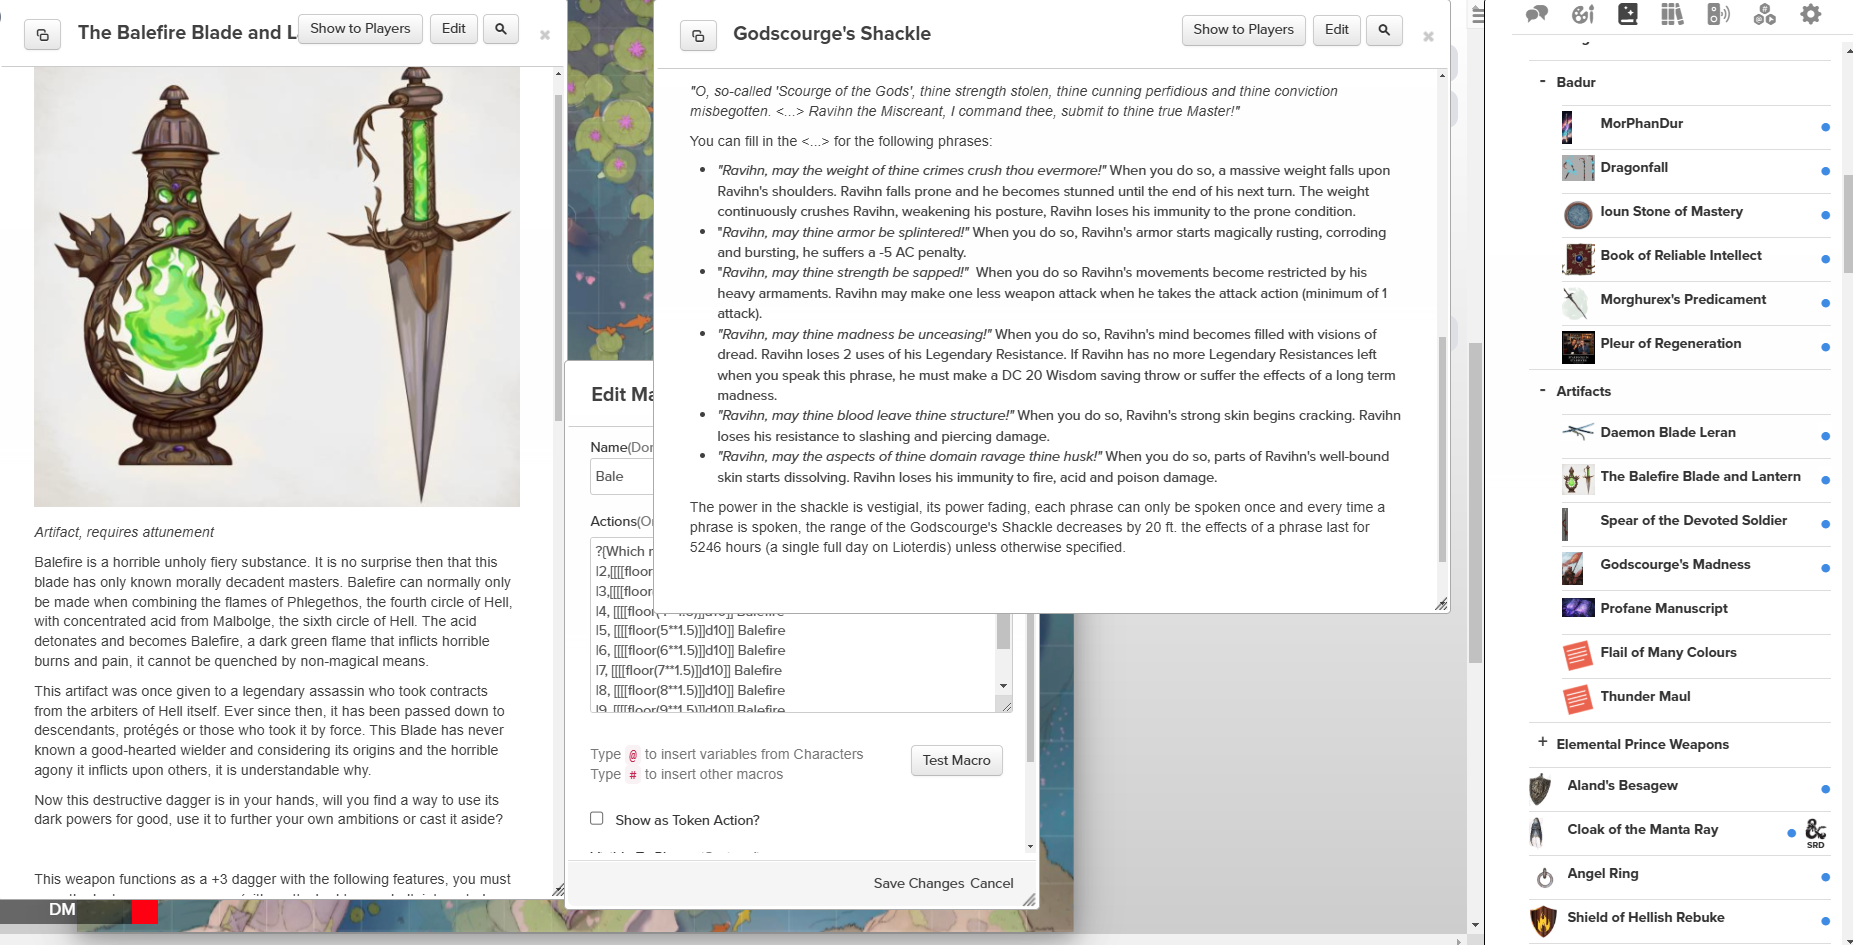 The Balefire Blade and L
Show to Players
Edit
Artifact, requires attunement
Balefire is a horrible unholy fiery substance. It is no surprise then that this
blade has only known morally decadent masters. Balefire can normally only
be made when combining the flames of Phlegethos, the fourth circle of Hell,
with concentrated acid from Malbolge, the sixth circle of Hell. The acid
detonates and becomes Balefire, a dark green flame that inflicts horrible
burns and pain, it cannot be quenched by non-magical means.
This artifact was once given to a legendary assassin who took contracts
from the arbiters of Hell itself. Ever since then, it has been passed down to
descendants, protégés or those who took it by force. This Blade has never
known a good-hearted wielder and considering its origins and the horrible
agony it inflicts upon others, it is understandable why.
Now this destructive dagger is in your hands, will you find a way to use its
dark powers for good, use it to further your own ambitions or cast it aside?
This weapon functions as a +3 dagger with the following features, you must
DM
Edit Ma
Name(Dor
Bale
Actions(O
?{Which r
|2,[[[[floor
|3,[[[[floor
|4, [[[[floor(4**1.5)]]d10]] Balefire
|5, [[[[floor(5**1.5)]]d10]] Balefire
|6, [[[[floor(6**1.5)]]d10]] Balefire
|7, [[[[floor(7**1.5)]]d10]] Balefire
|8, [[[[floor(8**1.5)]]d10]] Balefire
|9, [[[[floor(9**1.5)]]d10]] Balefire
Type @ to insert variables from Characters
Type # to insert other macros
Test Macro
Show as Token Action?
Save Changes Cancel
Godscourge's Shackle
Show to Players
Edit
"O, so-called 'Scourge of the Gods', thine strength stolen, thine cunning perfidious and thine conviction
misbegotten. <...> Ravihn the Miscreant, I command thee, submit to thine true Master!"
You can fill in the <...> for the following phrases:
• "Ravihn, may the weight of thine crimes crush thou evermore!" When you do so, a massive weight falls upon
Ravihn's shoulders. Ravihn falls prone and he becomes stunned until the end of his next turn. The weight
continuously crushes Ravihn, weakening his posture, Ravihn loses his immunity to the prone condition.
• "Ravihn, may thine armor be splintered!" When you do so, Ravihn's armor starts magically rusting, corroding
and bursting, he suffers a -5 AC penalty.
• "Ravihn, may thine strength be sapped!" When you do so Ravihn's movements become restricted by his
heavy armaments. Ravihn may make one less weapon attack when he takes the attack action (minimum of 1
attack).
• "Ravihn, may thine madness be unceasing!" When you do so, Ravihn's mind becomes filled with visions of
dread. Ravihn loses 2 uses of his Legendary Resistance. If Ravihn has no more Legendary Resistances left
when you speak this phrase, he must make a DC 20 Wisdom saving throw or suffer the effects of a long term
madness.
• "Ravihn, may thine blood leave thine structure!" When you do so, Ravihn's strong skin begins cracking. Ravihn
loses his resistance to slashing and piercing damage.
• "Ravihn, may the aspects of thine domain ravage thine husk!" When you do so, parts of Ravihn's well-bound
skin starts dissolving. Ravihn loses his immunity to fire, acid and poison damage.
The power in the shackle is vestigial, its power fading, each phrase can only be spoken once and every time a
phrase is spoken, the range of the Godscourge's Shackle decreases by 20 ft. the effects of a phrase last for
5246 hours (a single full day on Lioterdis) unless otherwise specified.
- Badur
MorPhanDur
Dragonfall
Ioun Stone of Mastery
Book of Reliable Intellect
Morghurex's Predicament
Pleur of Regeneration
- Artifacts
Daemon Blade Leran
The Balefire Blade and Lantern
Spear of the Devoted Soldier
Godscourge's Madness
Profane Manuscript
Flail of Many Colours
Thunder Maul
+ Elemental Prince Weapons
Aland's Besagew
Cloak of the Manta Ray
SRD
Angel Ring
Shield of Hellish Rebuke